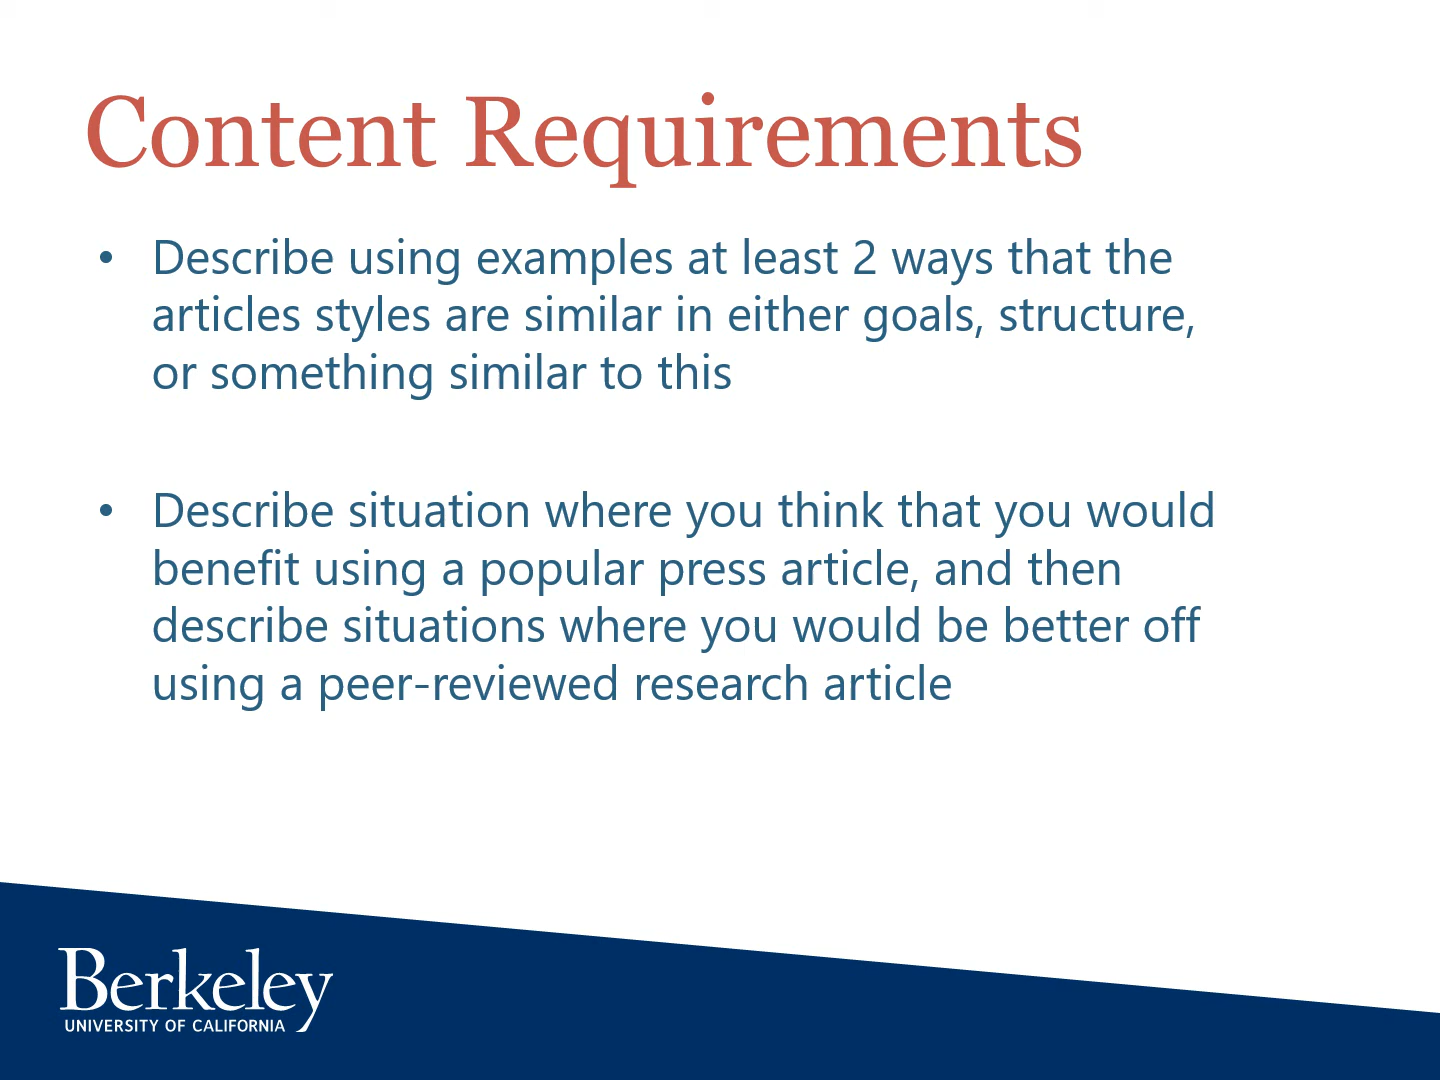 Content Requirements
• Describe using examples at least 2 ways that the
articles styles are similar in either goals, structure,
or something similar to this
• Describe situation where you think that you would
benefit using a popular press article, and then
describe situations where you would be better off
using a peer-reviewed research article
Berkeley
UNIVERSITY OF CALIFORNIA